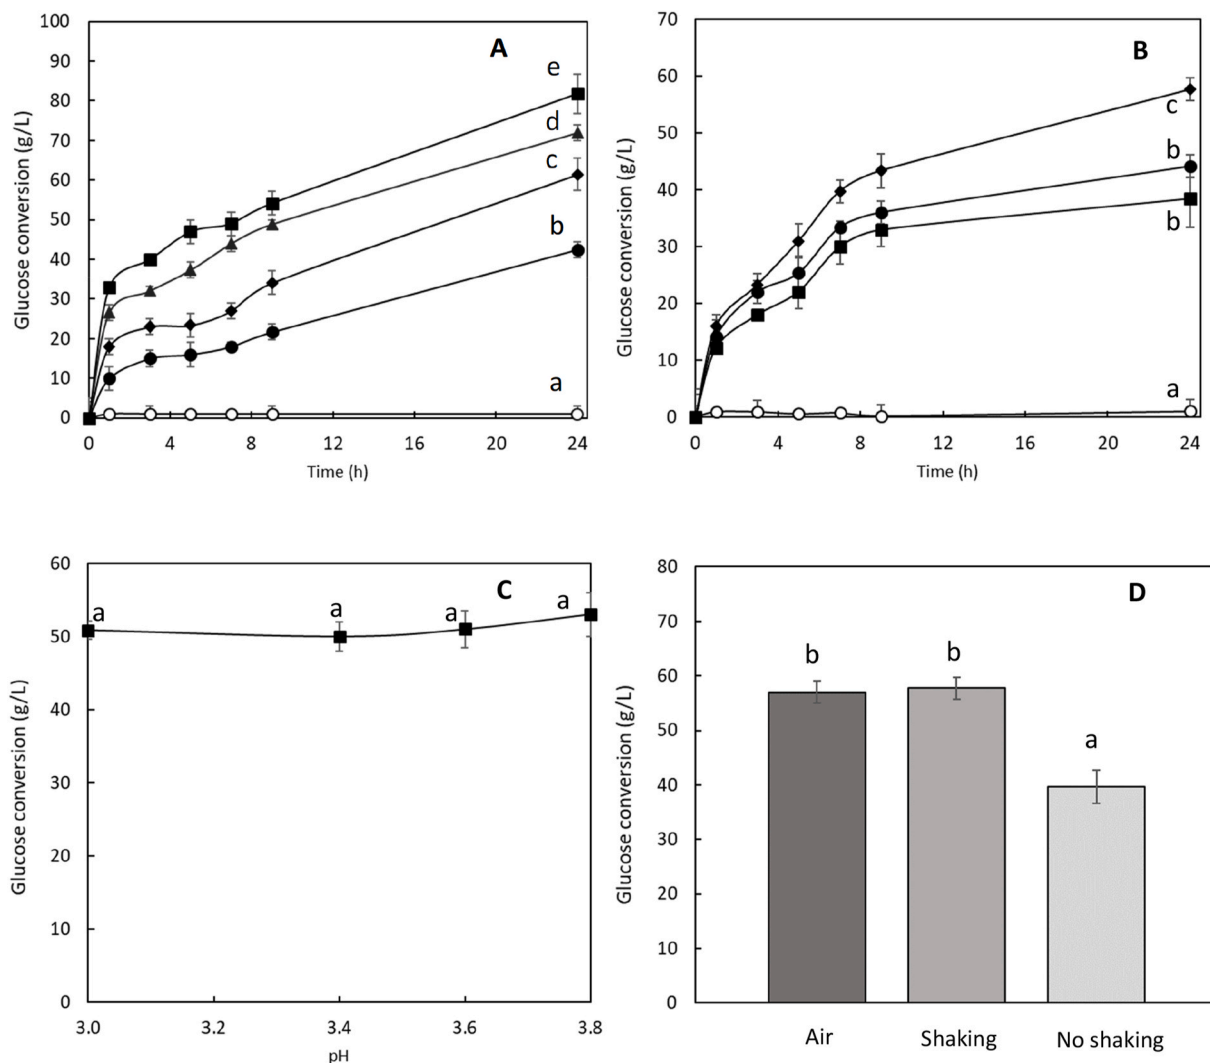 A
Glucose conversion (g/L)
100
90
80
70
60
50
40
30
20
10
0
e
d
c
b
a
0 4 8 12 16 20 24
Time (h)
B
Glucose conversion (g/L)
70
60
50
40
30
20
10
0
c
b
b
a
0 4 8 12 16 20 24
Time (h)
C
Glucose conversion (g/L)
60
50
40
30
20
10
0
a a a a
3.0 3.2 3.4 3.6 3.8
pH
D
Glucose conversion (g/L)
80
70
60
50
40
30
20
10
0
b b a
Air Shaking No shaking